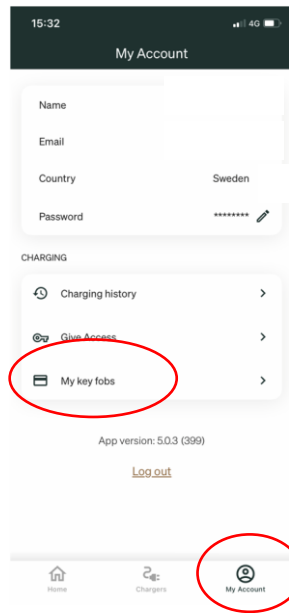 15:32 4G
My Account
Name
Email
Country Sweden
Password ********
CHARGING
Charging history
Give Access
My key fobs
App version: 5.0.3 (399)
Log out
Home Chargers My Account